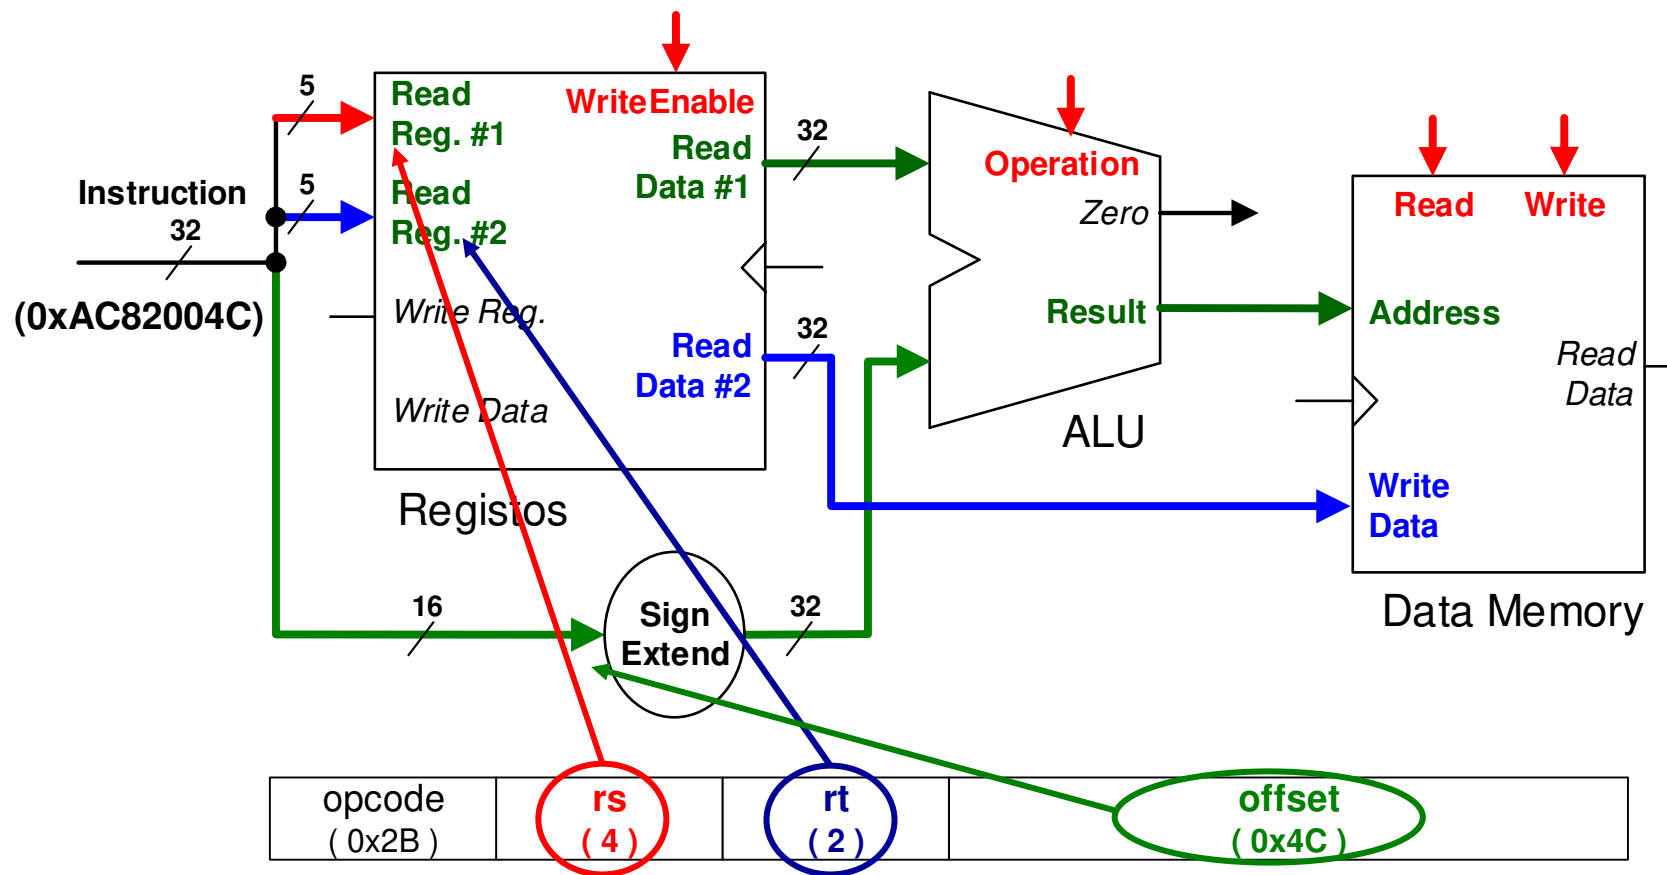 5
Read
Reg. #1
WriteEnable
Read
Data #1
32
Operation
Zero
Read
Write
Instruction
32
5
Read
Reg. #2
(0xAC82004C)
Write Reg.
Read
Data #2
32
Write Data
Result
Address
Read
Data
ALU
Write
Data
Registos
16
Sign
Extend
32
Data Memory
opcode
( 0x2B )
rs
( 4 )
rt
( 2 )
offset
( 0x4C )